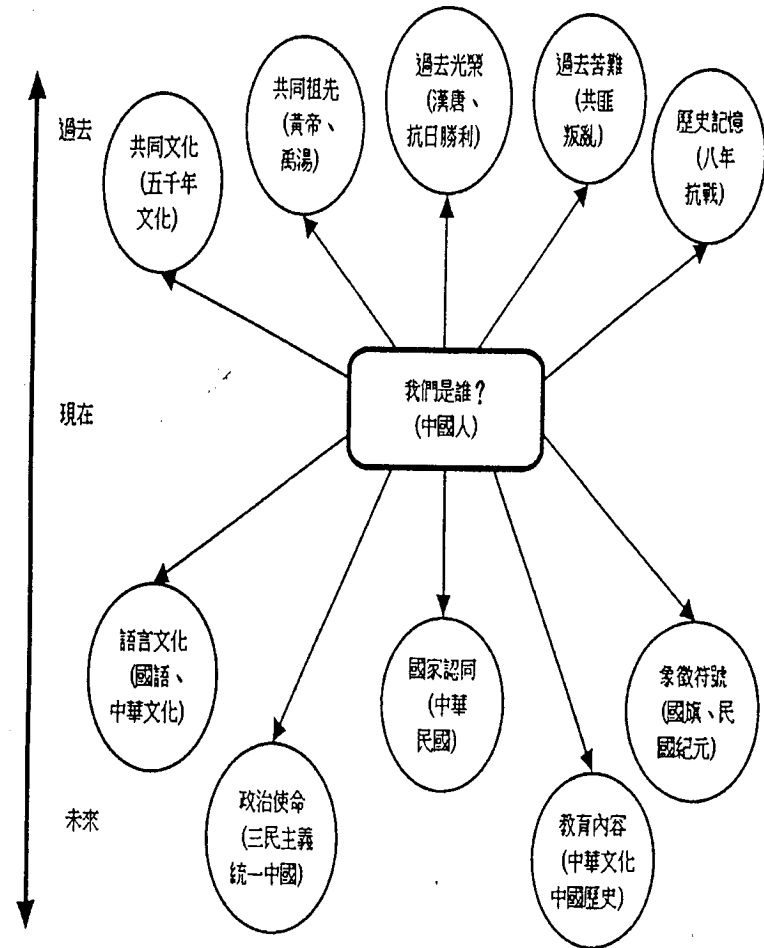 過去
共同文化
(五千年
文化)
共同祖先
(黃帝、
禹湯)
過去光榮
(漢唐、
抗日勝利)
過去苦難
(共匪
叛亂)
歷史記憶
(八年
抗戰)
現在
我們是誰?
(中國人)
語言文化
(國語、
中華文化)
國家認同
(中華
民國)
象徵符號
(國旗、民
國紀元)
未來
政治使命
(三民主義
統一中國)
教育內容
(中華文化
中國歷史)